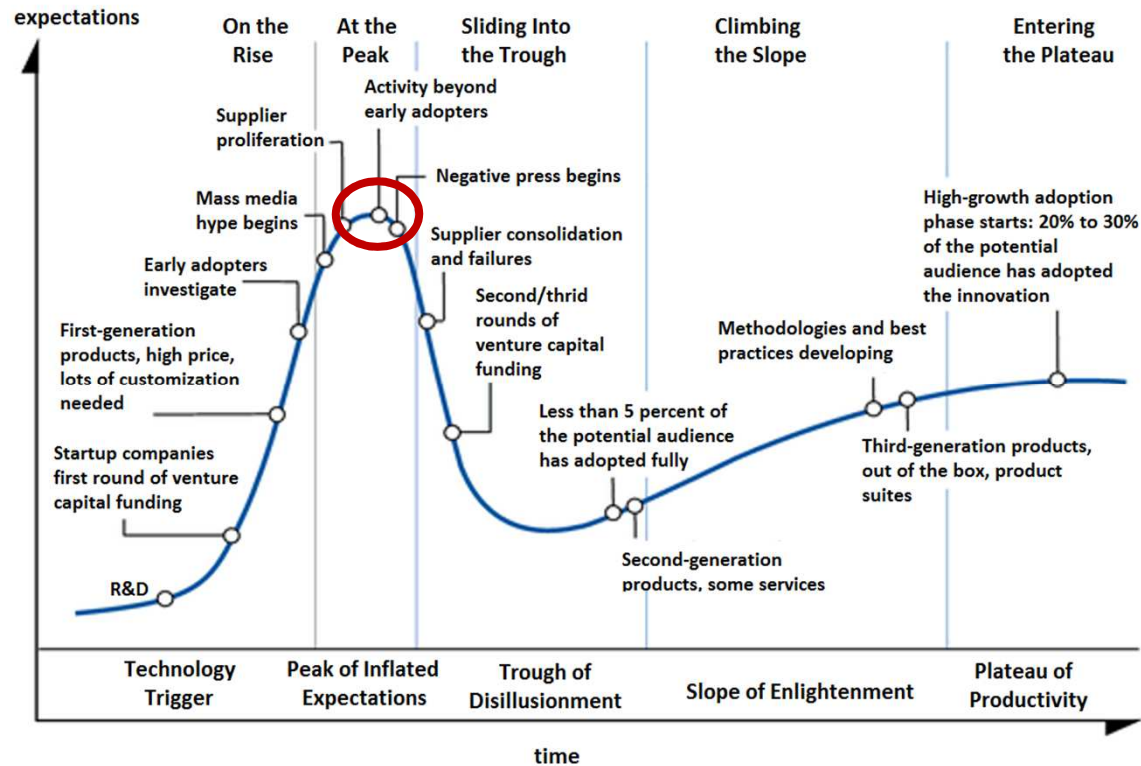 expectations
On the
Rise
At the
Peak
Sliding Into
the Trough
Climbing
the Slope
Entering
the Plateau
Activity beyond
early adopters
Supplier
proliferation
Negative press begins
Mass media
hype begins
High-growth adoption
phase starts: 20% to 30%
of the potential
audience has adopted
the innovation
Supplier consolidation
and failures
Early adopters
investigate
Second/thrid
rounds of
venture capital
funding
First-generation
products, high price,
lots of customization
needed
Methodologies and best
practices developing
Less than 5 percent of
the potential audience
has adopted fully
Third-generation products,
out of the box, product
suites
Startup companies
first round of venture
capital funding
Second-generation
products, some services
R&D
Technology
Trigger
Peak of Inflated
Expectations
Trough of
Disillusionment
Slope of Enlightenment
Plateau of
Productivity
time